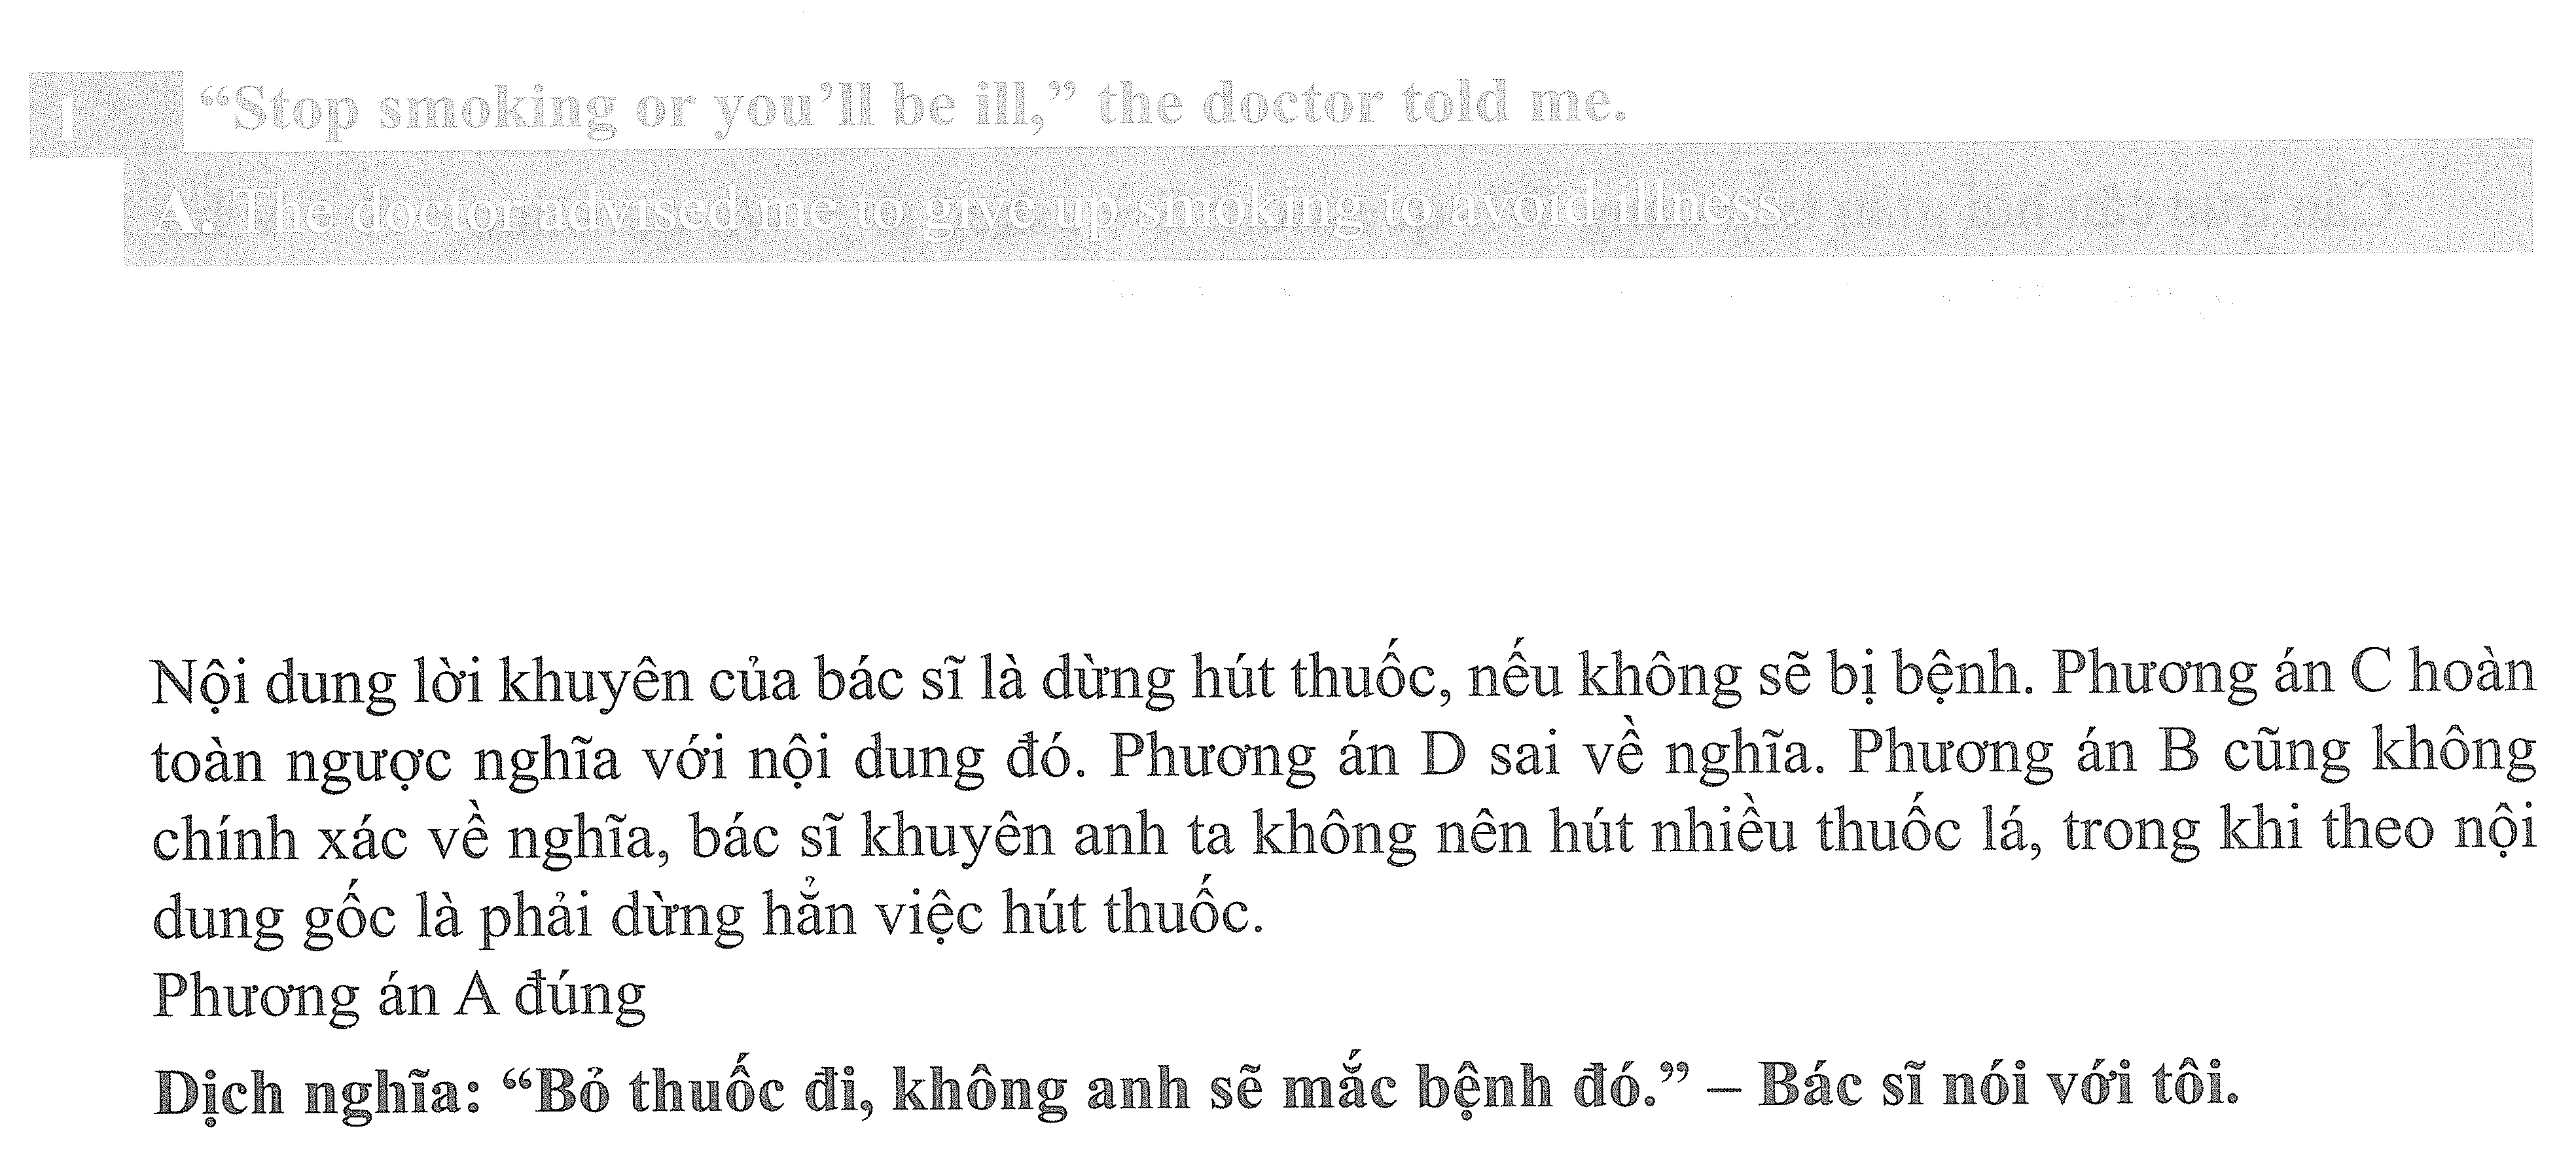 1 “Stop smoking or you’ll be ill,” the doctor told me.
A. The doctor advised me to give up smoking to avoid illness.
Nội dung lời khuyên của bác sĩ là dừng hút thuốc, nếu không sẽ bị bệnh. Phương án C hoàn
toàn ngược nghĩa với nội dung đó. Phương án D sai về nghĩa. Phương án B cũng không
chính xác về nghĩa, bác sĩ khuyên anh ta không nên hút nhiều thuốc lá, trong khi theo nội
dung gốc là phải dừng hẳn việc hút thuốc.
Phương án A đúng
Dịch nghĩa: “Bỏ thuốc đi, không anh sẽ mắc bệnh đó.” – Bác sĩ nói với tôi.